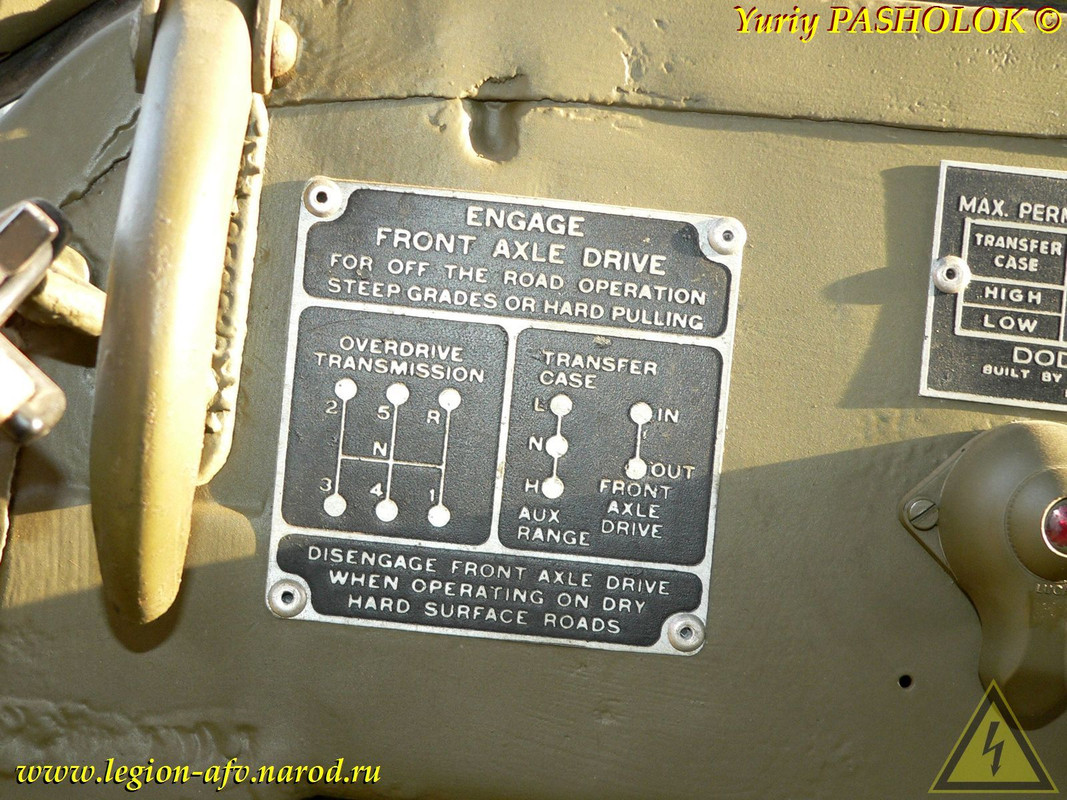 Yuriy PASHOLOK ©
ENGAGE
FRONT AXLE DRIVE
FOR OFF THE ROAD OPERATION
STEEP GRADES OR HARD PULLING
OVERDRIVE
TRANSMISSION
2 5 R
N
3 4 1
TRANSFER
CASE
L IN
N
OUT
H FRONT
AXLE
DRIVE
AUX
RANGE
DISENGAGE FRONT AXLE DRIVE
WHEN OPERATING ON DRY
HARD SURFACE ROADS
MAX.
TRANSFER
CASE
HIGH
LOW
BUILT BY
www.legion-afv.narod.ru